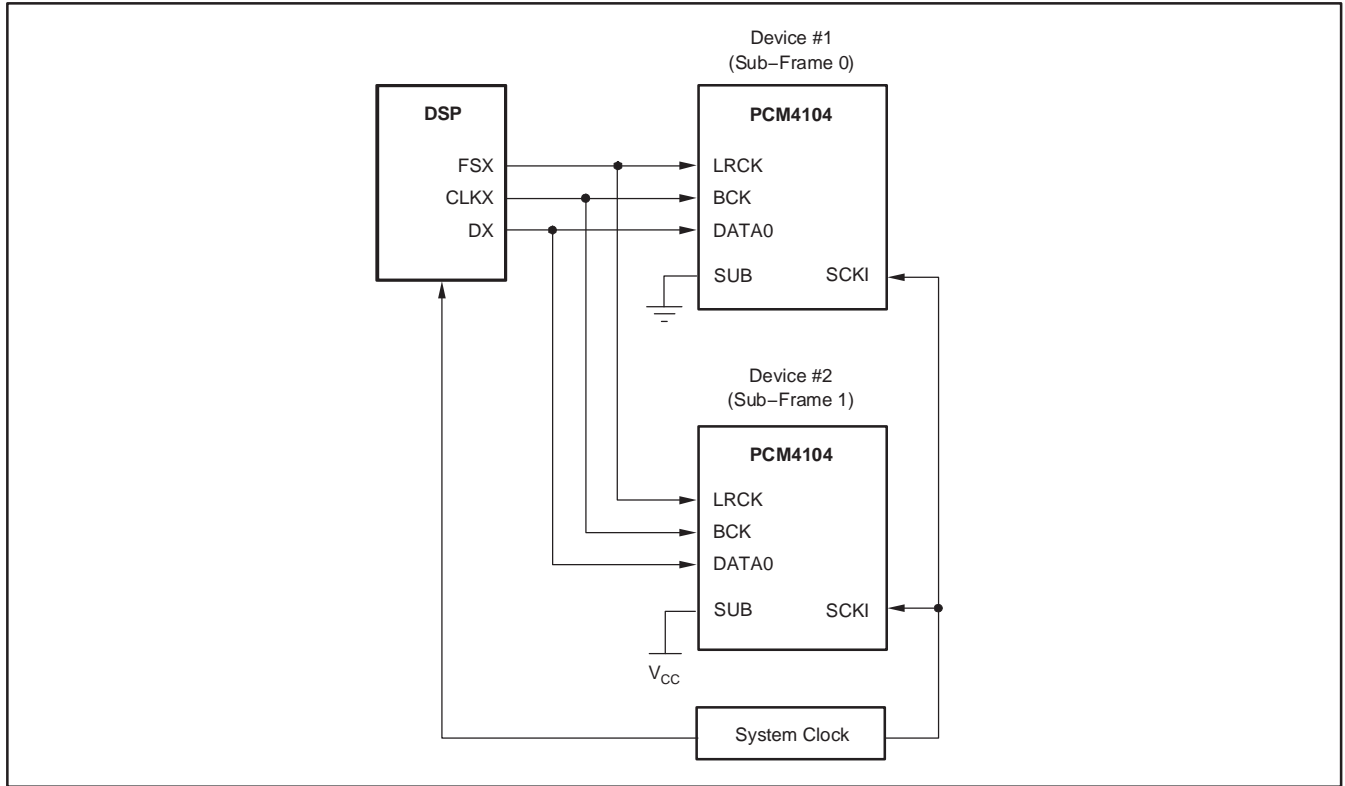 Device #1
(Sub−Frame 0)
DSP
FSX
CLKX
DX
PCM4104
LRCK
BCK
DATA0
SUB
SCKI
Device #2
(Sub−Frame 1)
PCM4104
LRCK
BCK
DATA0
SUB
SCKI
VCC
System Clock